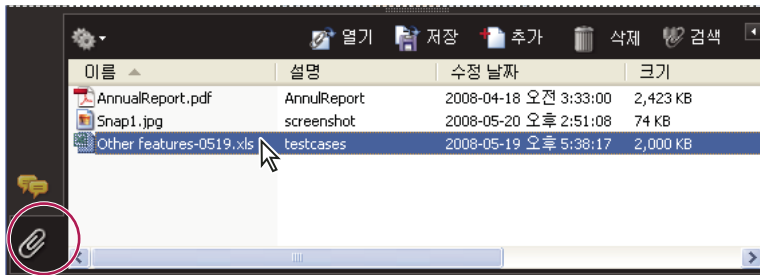 열기 저장 추가 삭제 검색
이름 설명 수정 날짜 크기
AnnualReport.pdf AnnulReport 2008-04-18 오전 3:33:00 2,423 KB
Snap1.jpg screenshot 2008-05-20 오후 2:51:08 74 KB
Other features-0519.xls testcases 2008-05-19 오후 5:38:17 2,000 KB